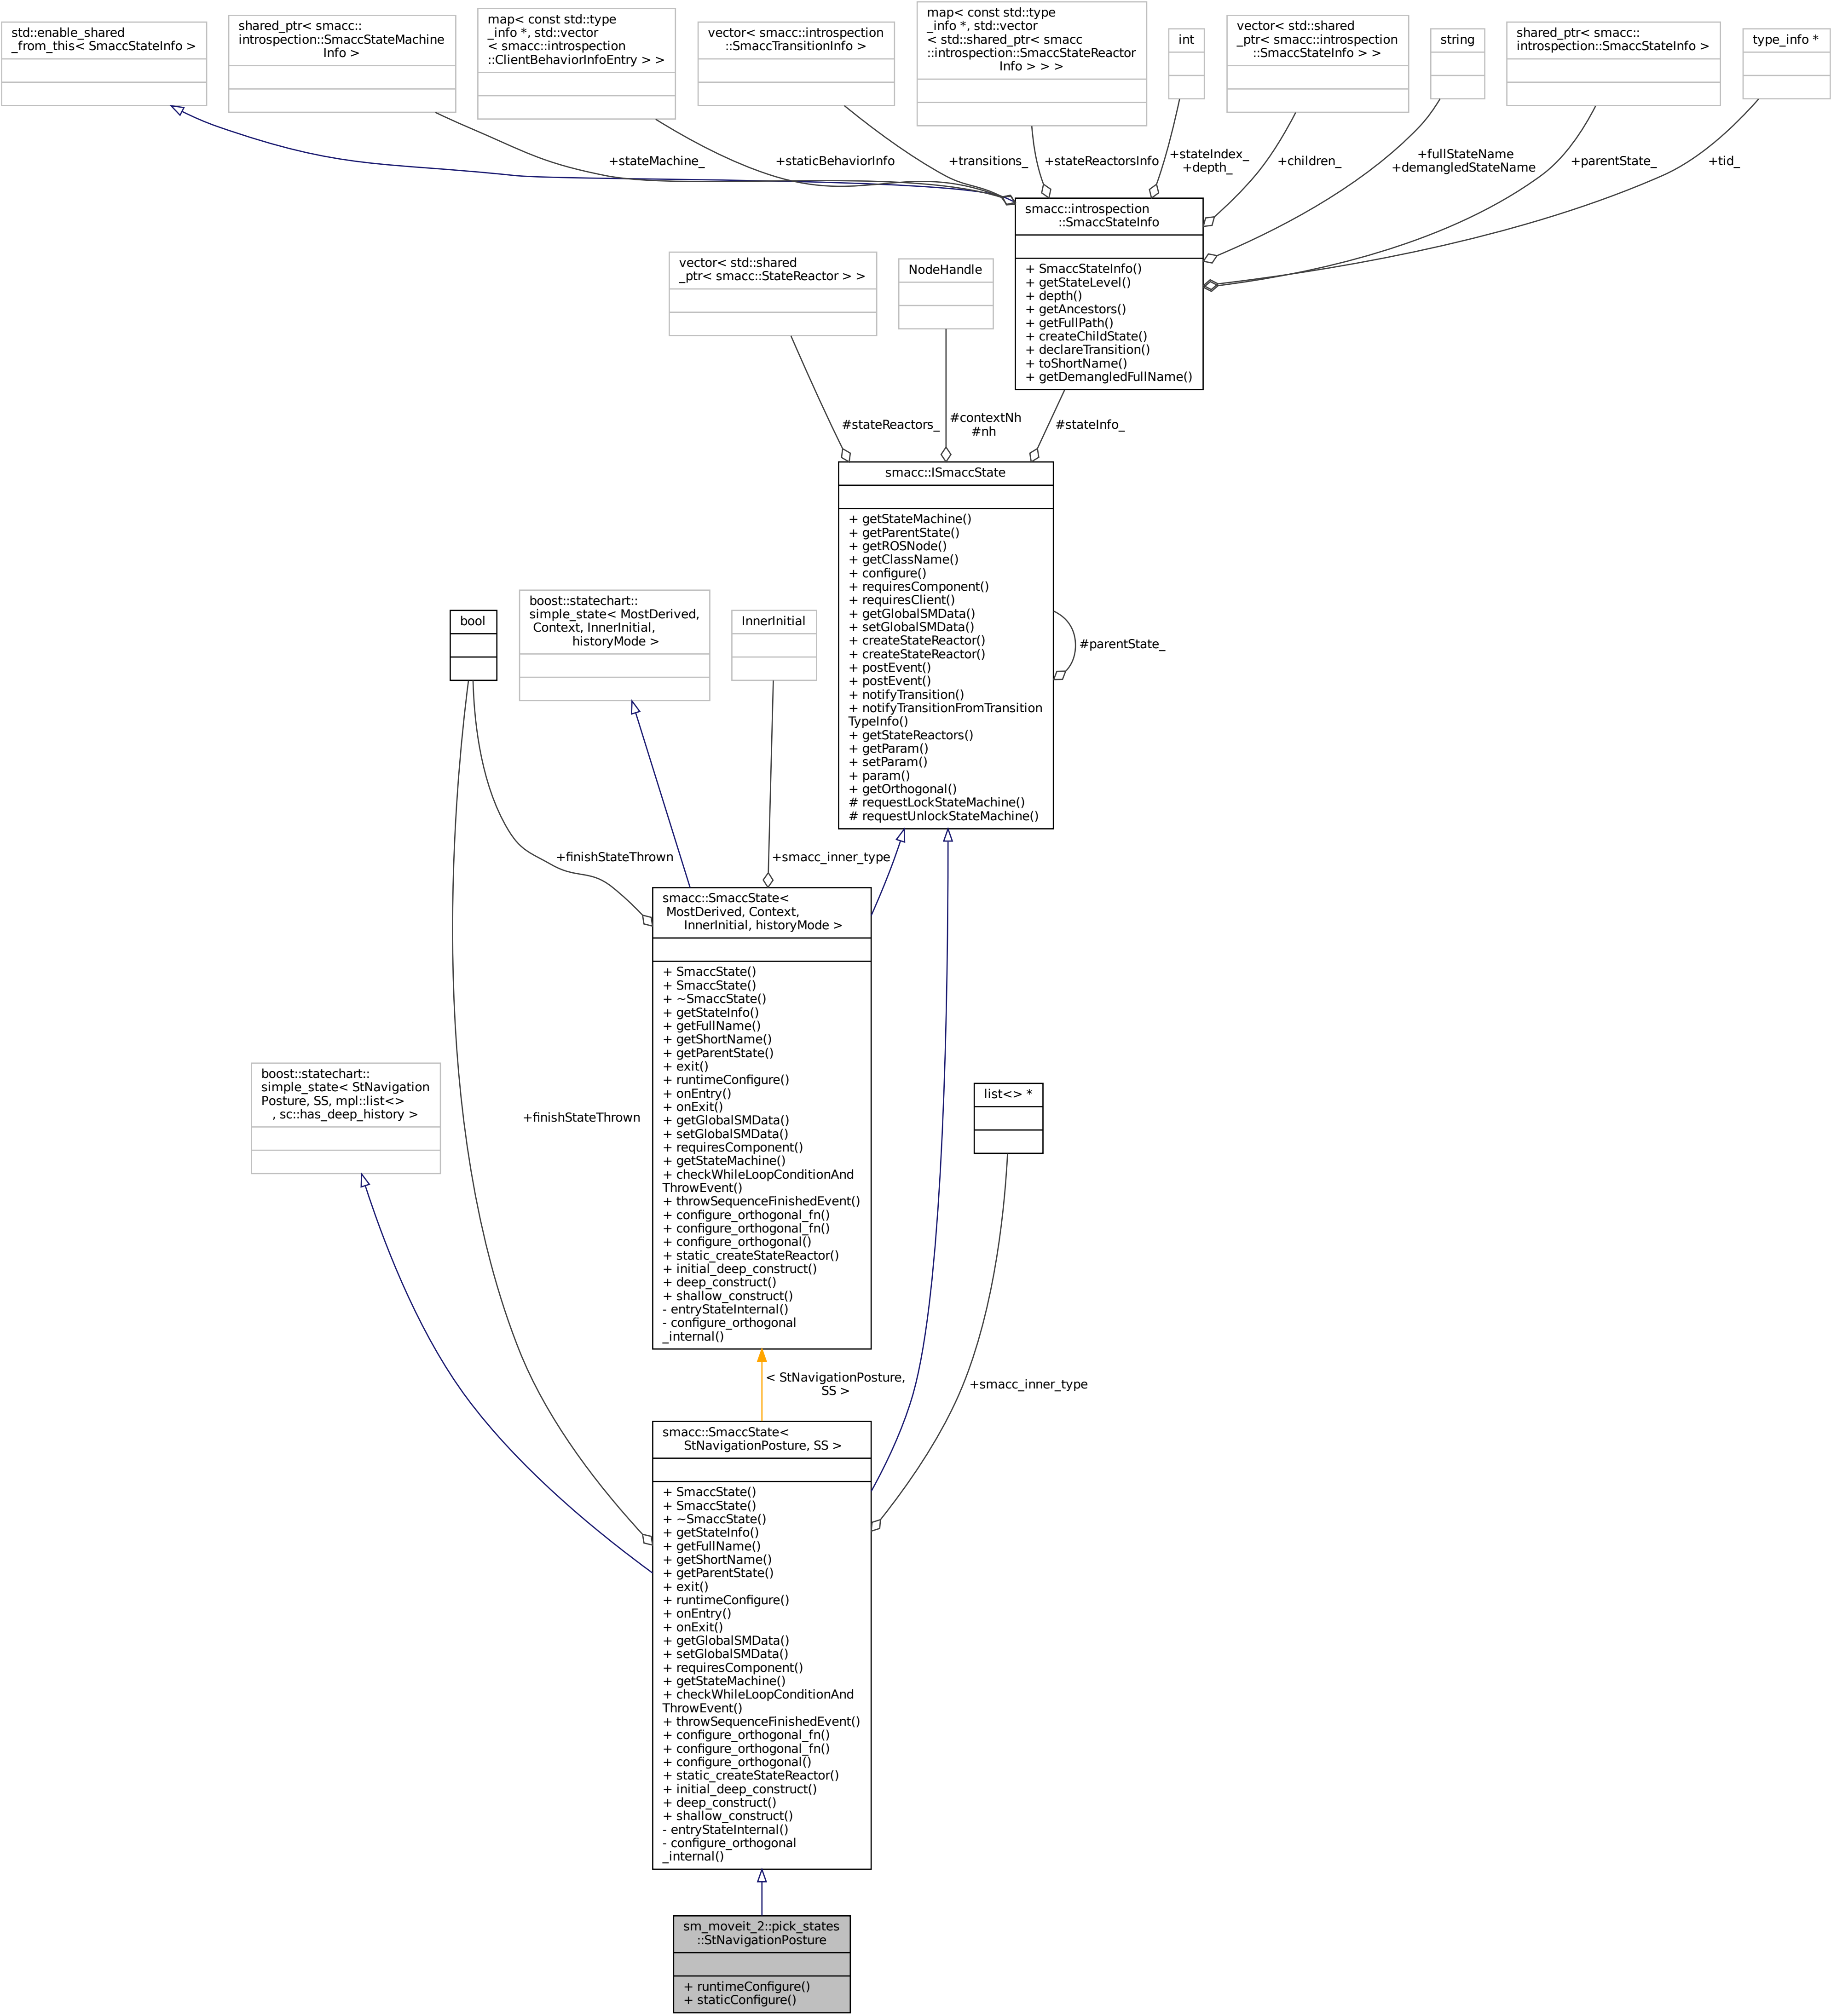 std::enable_shared
_from_this< SmaccStateInfo >
shared_ptr< smacc::
introspection::SmaccStateMachine
Info >
map< const std::type
_info *, std::vector
< smacc::introspection
::ClientBehaviorInfoEntry > >
vector< smacc::introspection
::SmaccTransitionInfo >
map< const std::type
_info *, std::vector
< std::shared_ptr< smacc
::introspection::SmaccStateReactor
Info > > >
int
vector< std::shared
_ptr< smacc::introspection
::SmaccStateInfo > >
string
shared_ptr< smacc::
introspection::SmaccStateInfo >
type_info *
+stateMachine_
+staticBehaviorInfo
+transitions_
+stateReactorsInfo
+stateIndex_
+depth_
+children_
+fullStateName
+demangledStateName
+parentState_
+tid_
smacc::introspection
::SmaccStateInfo
+ SmaccStateInfo()
+ getStateLevel()
+ depth()
+ getAncestors()
+ getFullPath()
+ createChildState()
+ declareTransition()
+ toShortName()
+ getDemangledFullName()
vector< std::shared
_ptr< smacc::StateReactor > >
NodeHandle
#stateReactors_
#contextNh
#nh
#stateInfo_
smacc::ISmaccState
+ getStateMachine()
+ getParentState()
+ getROSNode()
+ getClassName()
+ configure()
+ requiresComponent()
+ requiresClient()
+ getGlobalSMData()
+ setGlobalSMData()
+ createStateReactor()
+ createStateReactor()
+ postEvent()
+ postEvent()
+ notifyTransition()
+ notifyTransitionFromTransition
TypeInfo()
+ getStateReactors()
+ getParam()
+ setParam()
+ param()
+ getOrthogonal()
# requestLockStateMachine()
# requestUnlockStateMachine()
#parentState_
bool
boost::statechart::
simple_state< MostDerived,
Context, InnerInitial,
historyMode >
InnerInitial
+finishStateThrown
+smacc_inner_type
smacc::SmaccState<
MostDerived, Context,
InnerInitial, historyMode >
+ SmaccState()
+ SmaccState()
+ ~SmaccState()
+ getStateInfo()
+ getFullName()
+ getShortName()
+ getParentState()
+ exit()
+ runtimeConfigure()
+ onEntry()
+ onExit()
+ getGlobalSMData()
+ setGlobalSMData()
+ requiresComponent()
+ getStateMachine()
+ checkWhileLoopConditionAnd
ThrowEvent()
+ throwSequenceFinishedEvent()
+ configure_orthogonal_fn()
+ configure_orthogonal_fn()
+ configure_orthogonal()
+ static_createStateReactor()
+ initial_deep_construct()
+ deep_construct()
+ shallow_construct()
- entryStateInternal()
- configure_orthogonal
_internal()
boost::statechart::
simple_state< StNavigation
Posture, SS, mpl::list<>
, sc::has_deep_history >
+finishStateThrown
list<> *
< StNavigationPosture,
SS >
+smacc_inner_type
smacc::SmaccState<
StNavigationPosture, SS >
+ SmaccState()
+ SmaccState()
+ ~SmaccState()
+ getStateInfo()
+ getFullName()
+ getShortName()
+ getParentState()
+ exit()
+ runtimeConfigure()
+ onEntry()
+ onExit()
+ getGlobalSMData()
+ setGlobalSMData()
+ requiresComponent()
+ getStateMachine()
+ checkWhileLoopConditionAnd
ThrowEvent()
+ throwSequenceFinishedEvent()
+ configure_orthogonal_fn()
+ configure_orthogonal_fn()
+ configure_orthogonal()
+ static_createStateReactor()
+ initial_deep_construct()
+ deep_construct()
+ shallow_construct()
- entryStateInternal()
- configure_orthogonal
_internal()
sm_moveit_2::pick_states
::StNavigationPosture
+ runtimeConfigure()
+ staticConfigure()